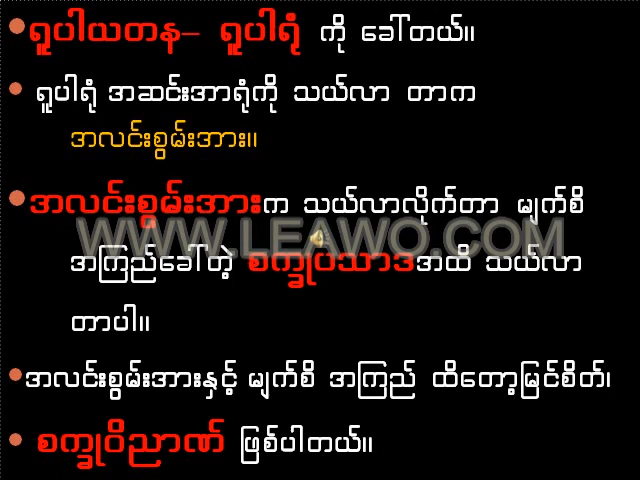 ရူပါယတန– ရူပါရုံ ကို ခေါ်တယ်။
ရူပါရုံ အဆင်းအာရုံကို သယ်လာ တာက
အလင်းစွမ်းအား။
အလင်းစွမ်းအားက သယ်လာလိုက်တာ မျက်စိ
WWW.LEAWO.COM
အကြည်ခေါ်တဲ့ စက္ခုပသာဒအထိ သယ်လာ
တာပါ။
အလင်းစွမ်းအားနှင့် မျက်စိ အကြည် ထိတော့မြင်စိတ်၊
စက္ခုဝိညာဏ် ဖြစ်ပါတယ်။